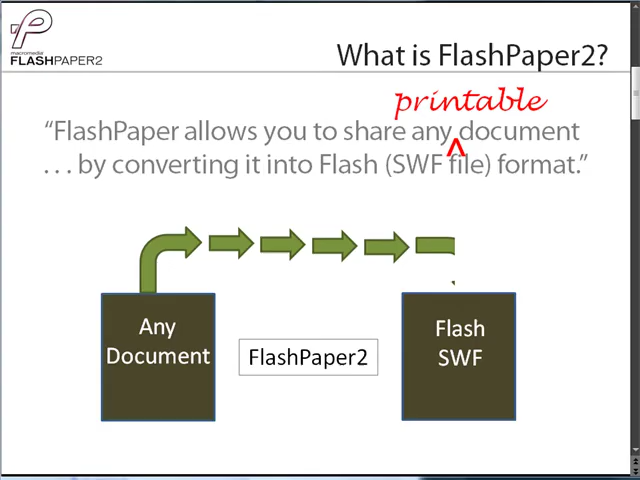 macromedia
FLASHPAPER2
What is FlashPaper2?
printable
“FlashPaper allows you to share any ^ document
. . . by converting it into Flash (SWF file) format.”
Any
Document
FlashPaper2
Flash
SWF